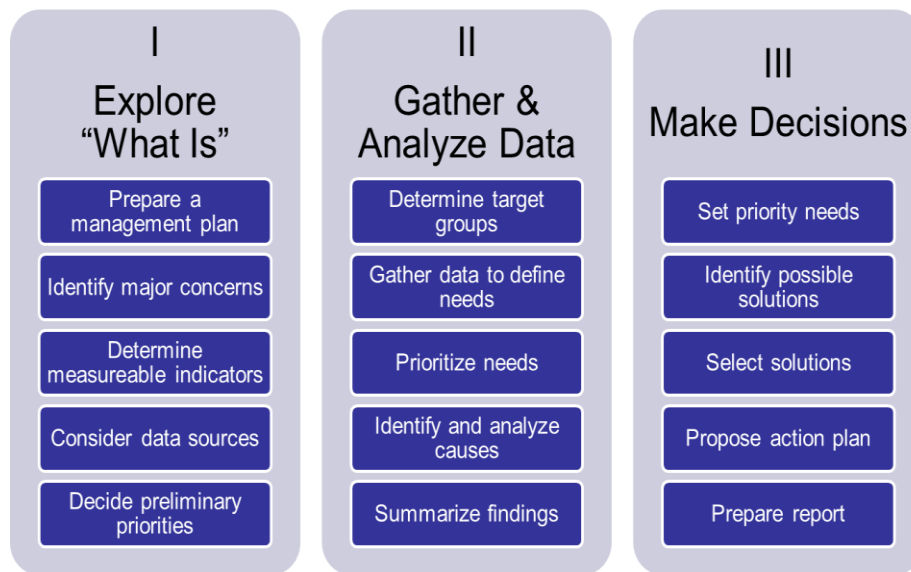 I
Explore
“What Is”
Prepare a
management plan
Identify major concerns
Determine
measureable indicators
Consider data sources
Decide preliminary
priorities
II
Gather &
Analyze Data
Determine target
groups
Gather data to define
needs
Prioritize needs
Identify and analyze
causes
Summarize findings
III
Make Decisions
Set priority needs
Identify possible
solutions
Select solutions
Propose action plan
Prepare report